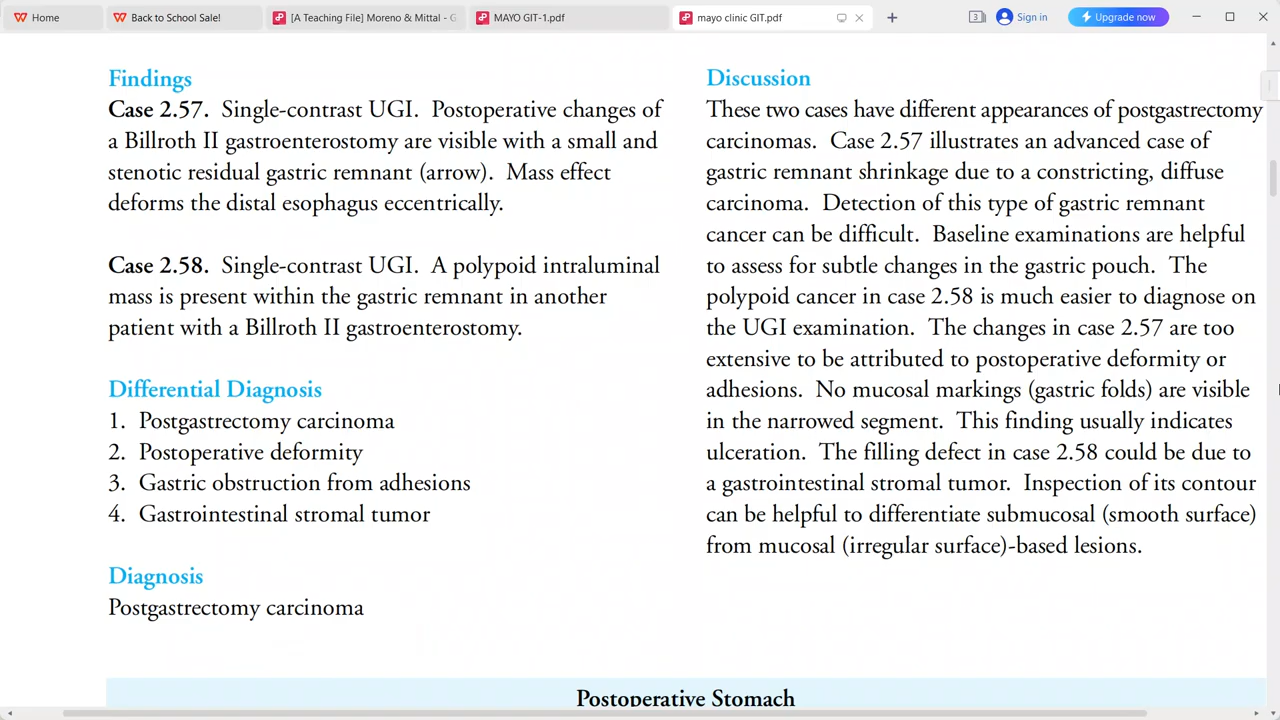 Home
Back to School Sale!
[A Teaching File] Moreno & Mittal - G
MAYO GIT-1.pdf
mayo clinic GIT.pdf
3
Sign in
Upgrade now
Findings
Case 2.57. Single-contrast UGI. Postoperative changes of
a Billroth II gastroenterostomy are visible with a small and
stenotic residual gastric remnant (arrow). Mass effect
deforms the distal esophagus eccentrically.
Case 2.58. Single-contrast UGI. A polypoid intraluminal
mass is present within the gastric remnant in another
patient with a Billroth II gastroenterostomy.
Differential Diagnosis
1. Postgastrectomy carcinoma
2. Postoperative deformity
3. Gastric obstruction from adhesions
4. Gastrointestinal stromal tumor
Diagnosis
Postgastrectomy carcinoma
Discussion
These two cases have different appearances of postgastrectomy
carcinomas. Case 2.57 illustrates an advanced case of
gastric remnant shrinkage due to a constricting, diffuse
carcinoma. Detection of this type of gastric remnant
cancer can be difficult. Baseline examinations are helpful
to assess for subtle changes in the gastric pouch. The
polypoid cancer in case 2.58 is much easier to diagnose on
the UGI examination. The changes in case 2.57 are too
extensive to be attributed to postoperative deformity or
adhesions. No mucosal markings (gastric folds) are visible
in the narrowed segment. This finding usually indicates
ulceration. The filling defect in case 2.58 could be due to
a gastrointestinal stromal tumor. Inspection of its contour
can be helpful to differentiate submucosal (smooth surface)
from mucosal (irregular surface)-based lesions.
Postoperative Stomach